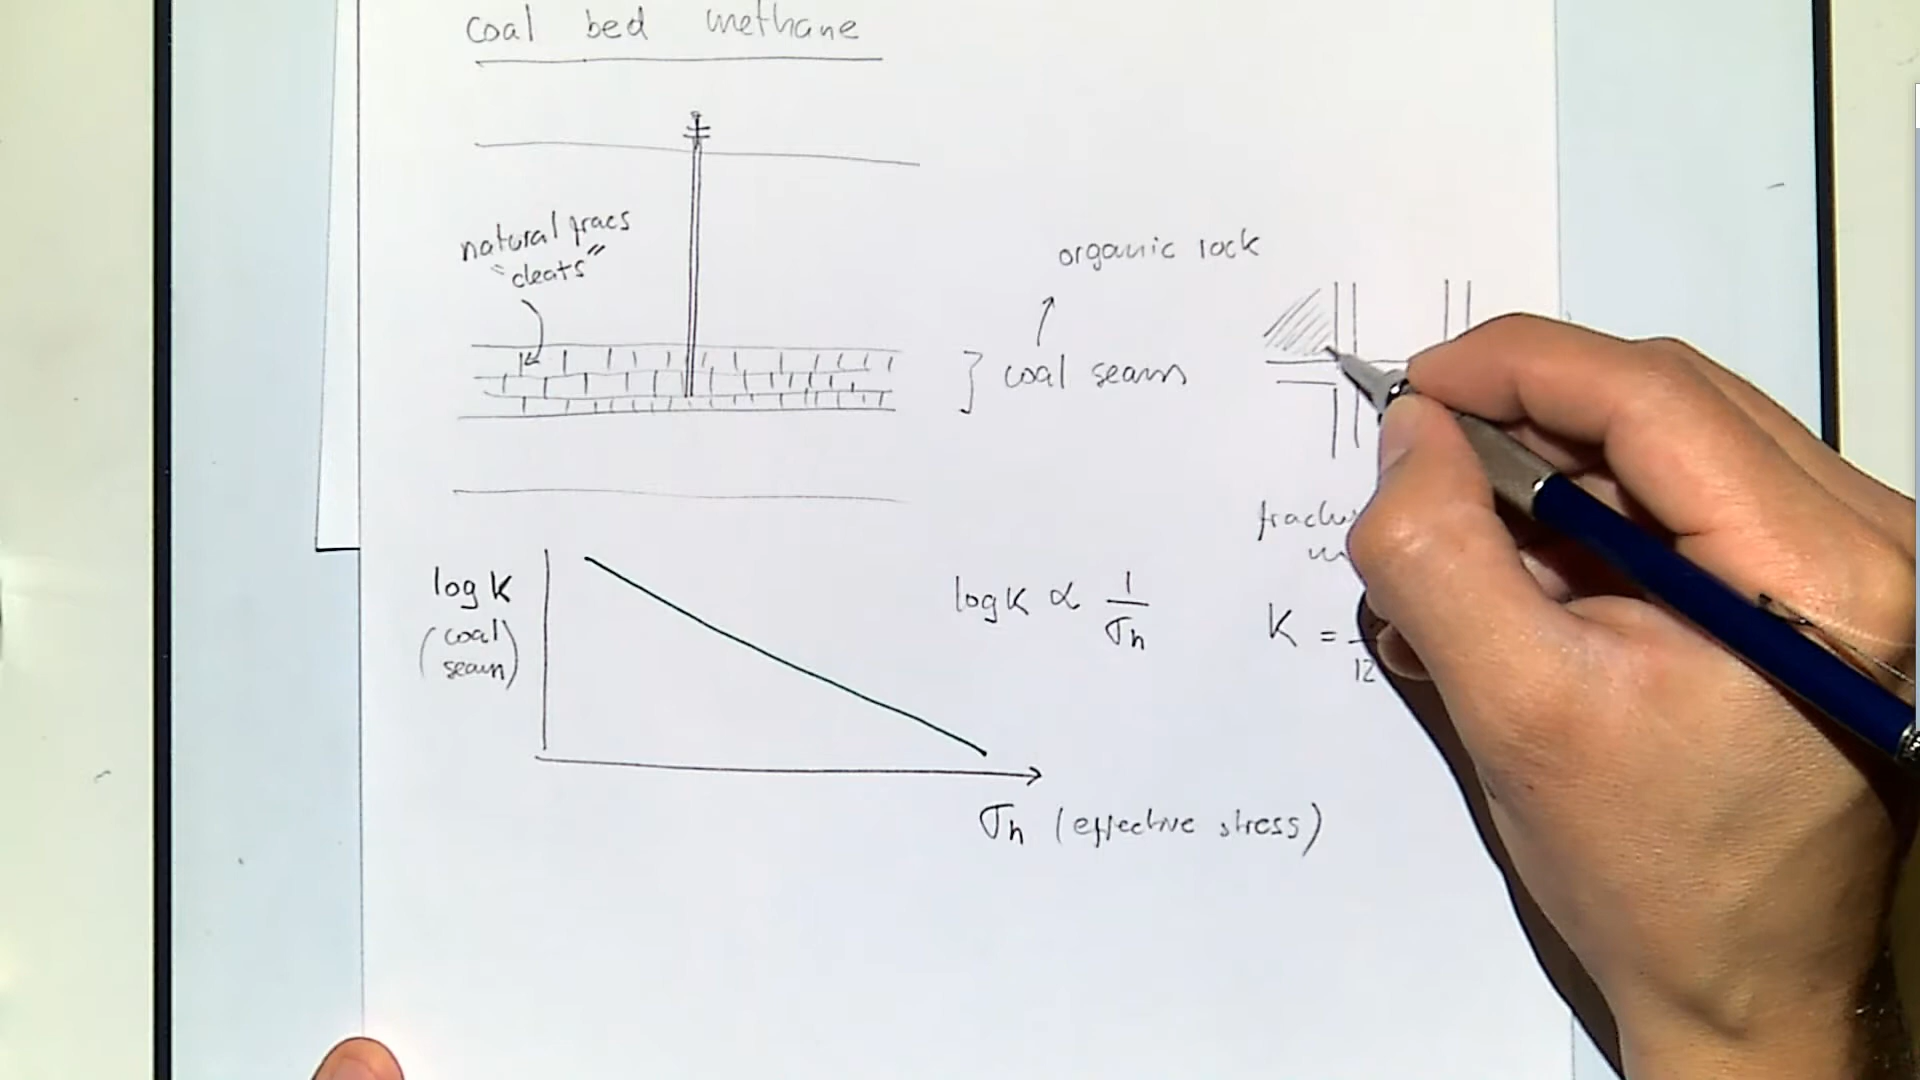 coal bed methane
natural fracs
"cleats"
organic rock
coal seam
log K
(coal
seam)
log K ∝ 1/σh
K =
12
σh (effective stress)